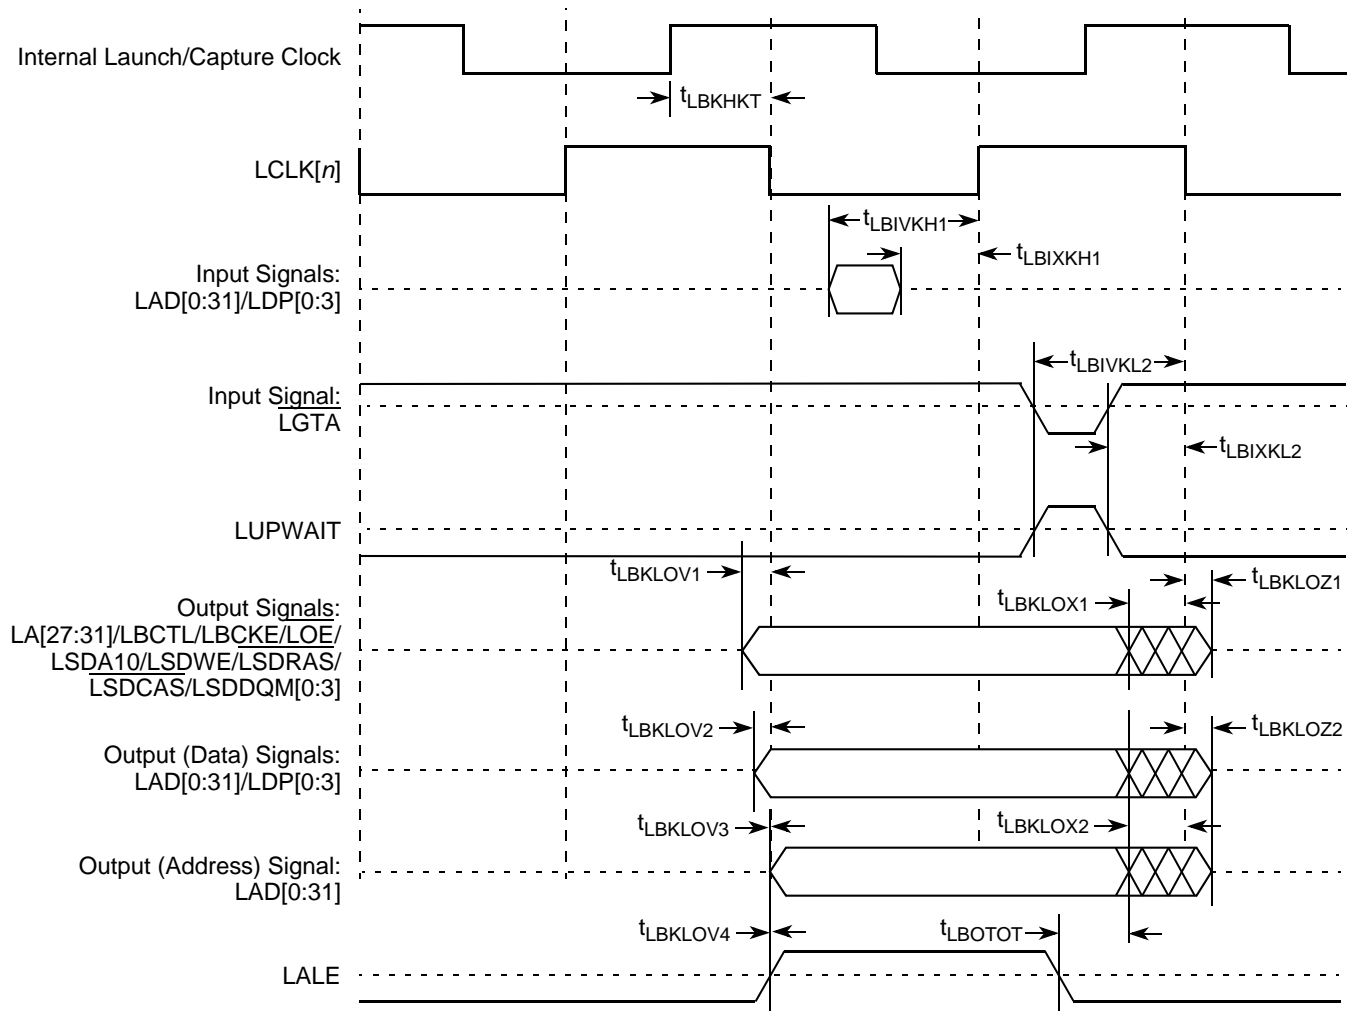 Internal Launch/Capture Clock
tLBKHKT
LCLK[n]
tLBIVKH1
tLBIXKH1
Input Signals:
LAD[0:31]/LDP[0:3]
tLBIVKL2
Input Signal:
LGTA
tLBIXKL2
LUPWAIT
tLBKLOV1
tLBKLOZ1
tLBKLOX1
Output Signals:
LA[27:31]/LBCTL/LBCKE/LOE/
LSDA10/LSDWE/LSDRAS/
LSDCAS/LSDDQM[0:3]
tLBKLOV2
tLBKLOZ2
Output (Data) Signals:
LAD[0:31]/LDP[0:3]
tLBKLOV3
tLBKLOX2
Output (Address) Signal:
LAD[0:31]
tLBKLOV4
tLBOTOT
LALE